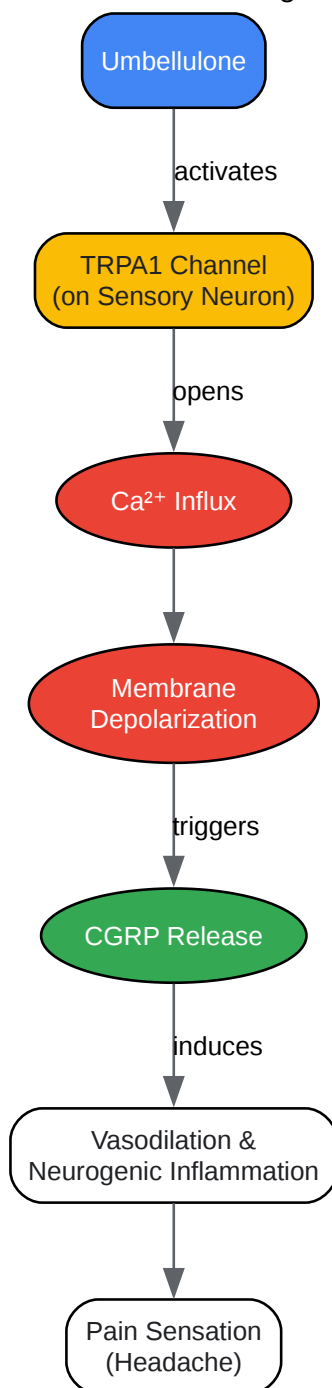 Umbellulone
activates
TRPA1 Channel
(on Sensory Neuron)
opens
Ca²⁺ Influx
Membrane
Depolarization
triggers
CGRP Release
induces
Vasodilation &
Neurogenic Inflammation
Pain Sensation
(Headache)